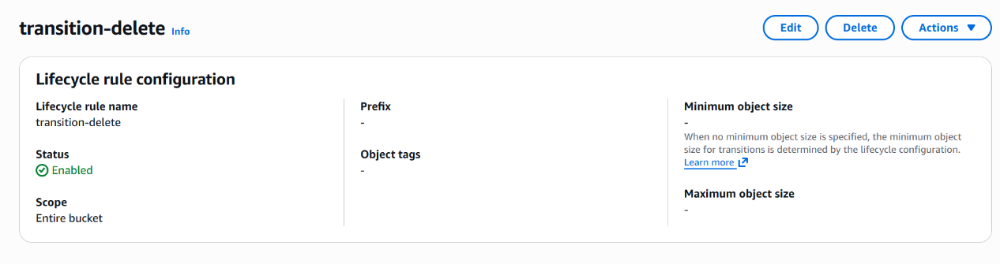 transition-delete Info
Edit
Delete
Actions
Lifecycle rule configuration
Lifecycle rule name
transition-delete
Status
Enabled
Scope
Entire bucket
Prefix
-
Object tags
-
Minimum object size
-
When no minimum object size is specified, the minimum object
size for transitions is determined by the lifecycle configuration.
Learn more
Maximum object size
-